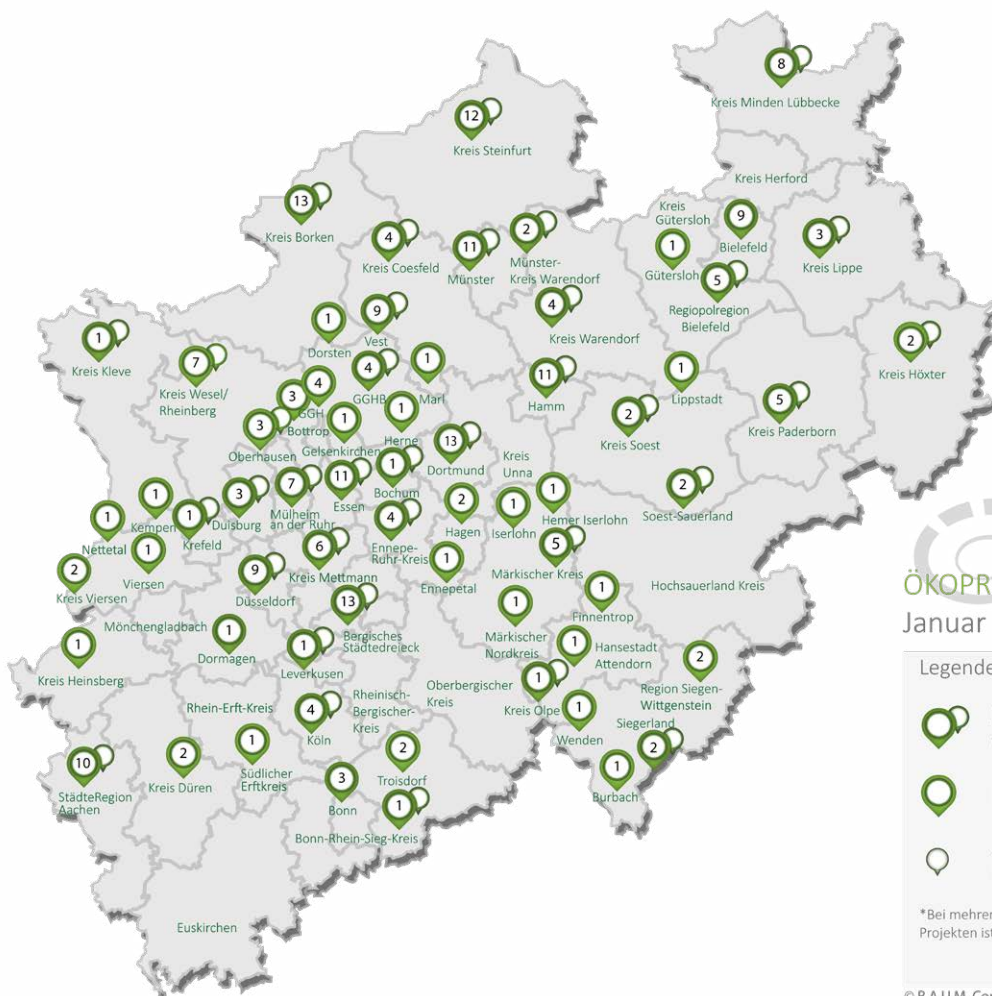 8
Kreis Minden Lübbecke
12
Kreis Steinfurt
Kreis Herford
13
Kreis Borken
4
Kreis Coesfeld
11
Münster
2
Münster-
Kreis Warendorf
Kreis
Gütersloh
1
Gütersloh
9
Bielefeld
3
Kreis Lippe
5
Regiopolregion
Bielefeld
1
Dorsten
9
Vest
4
Kreis Warendorf
1
Kreis Kleve
7
Kreis Wesel/
Rheinberg
2
Kreis Höxter
4
GGHB
1
Marl
11
Hamm
1
Lippstadt
5
Kreis Paderborn
2
Kreis Soest
3
Bottrop
4
GGH
1
Gelsenkirchen
1
Herne
3
Oberhausen
13
Dortmund
Kreis
Unna
1
Kempen
1
Krefeld
3
Duisburg
7
Mülheim
an der Ruhr
11
Essen
1
Bochum
4
Ennepe-
Ruhr-Kreis
2
Hagen
1
Iserlohn
1
Hemer Iserlohn
2
Soest-Sauerland
1
Nettetal
1
Viersen
2
Kreis Viersen
9
Düsseldorf
6
Kreis Mettmann
1
Ennepetal
5
Märkischer Kreis
Hochsauerland Kreis
1
Finnentrop
Mönchengladbach
1
Dormagen
13
Bergisches
Städtedreieck
1
Märkischer
Nordkreis
1
Hansestadt
Attendorn
1
Kreis Heinsberg
1
Leverkusen
Oberbergischer
Kreis
1
Kreis Olpe
2
Region Siegen-
Wittgenstein
Rhein-Erft-Kreis
4
Köln
Rheinisch-
Bergischer-
Kreis
1
Wenden
Siegerland
2
10
StädteRegion
Aachen
2
Kreis Düren
1
Südlicher
Erftkreis
3
Bonn
2
Troisdorf
1
Bonn-Rhein-Sieg-Kreis
1
Burbach
Euskirchen
ÖKOPR
Januar
Legende
*Bei mehrer
Projekten ist